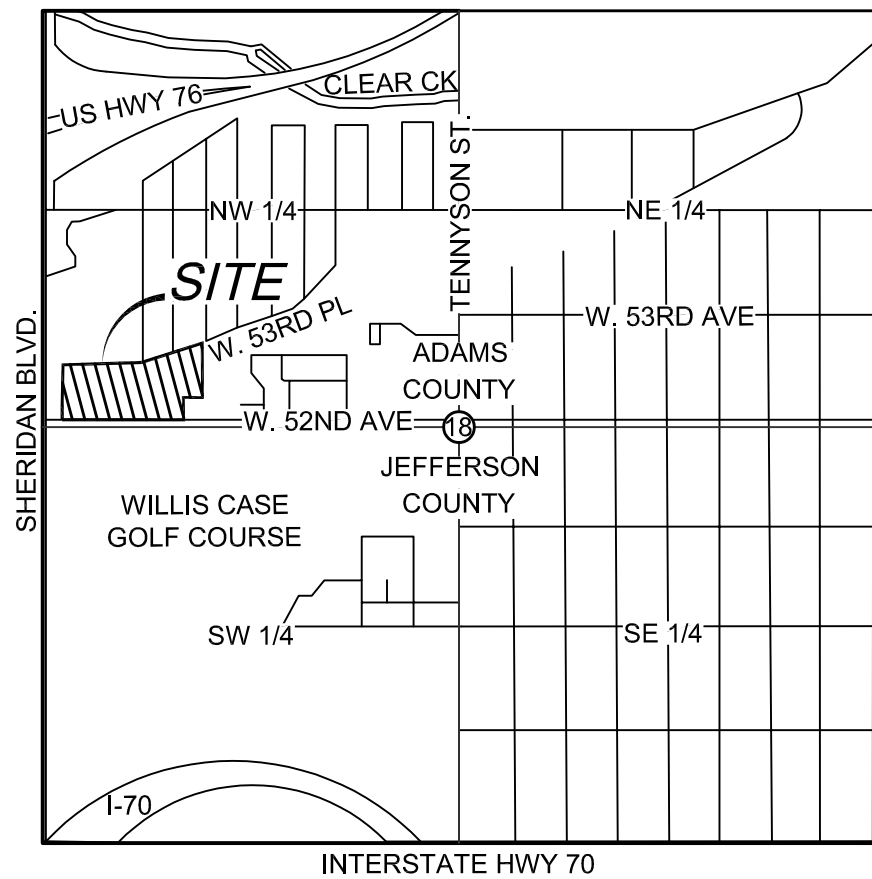 CLEAR CK
US HWY 76
TENNYSON ST.
NW 1/4
NE 1/4
SITE
W. 53RD PL
W. 53RD AVE
SHERIDAN BLVD.
ADAMS
COUNTY
W. 52ND AVE
18
JEFFERSON
COUNTY
WILLIS CASE
GOLF COURSE
SW 1/4
SE 1/4
I-70
INTERSTATE HWY 70